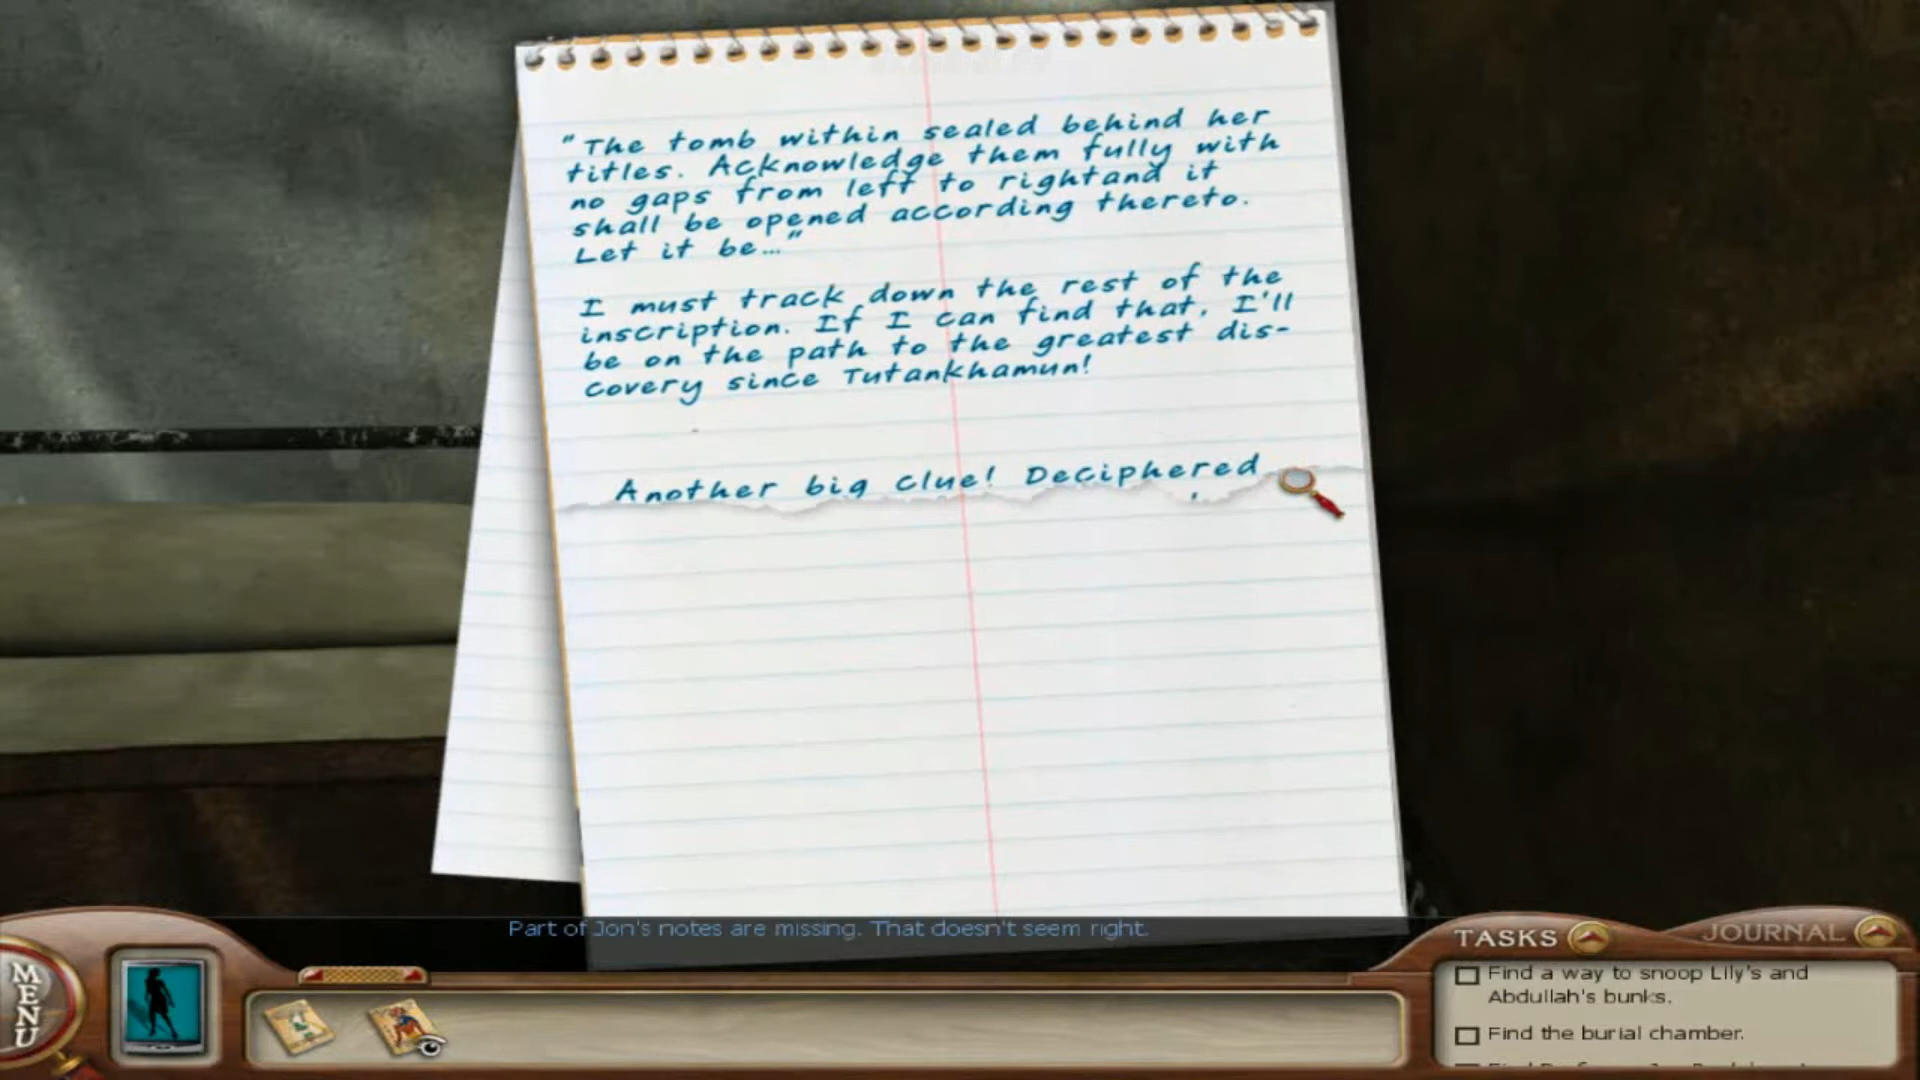 "The tomb within sealed behind her
titles. Acknowledge them fully with
no gaps from left to rightand it
shall be opened according thereto.
Let it be..."
I must track down the rest of the
inscription. If I can find that, I'll
be on the path to the greatest dis-
covery since Tutankhamun!
Another big clue! Deciphered
Part of Jon's notes are missing. That doesn't seem right.
MENU
TASKS
JOURNAL
Find a way to snoop Lily's and
Abdullah's bunks.
Find the burial chamber.